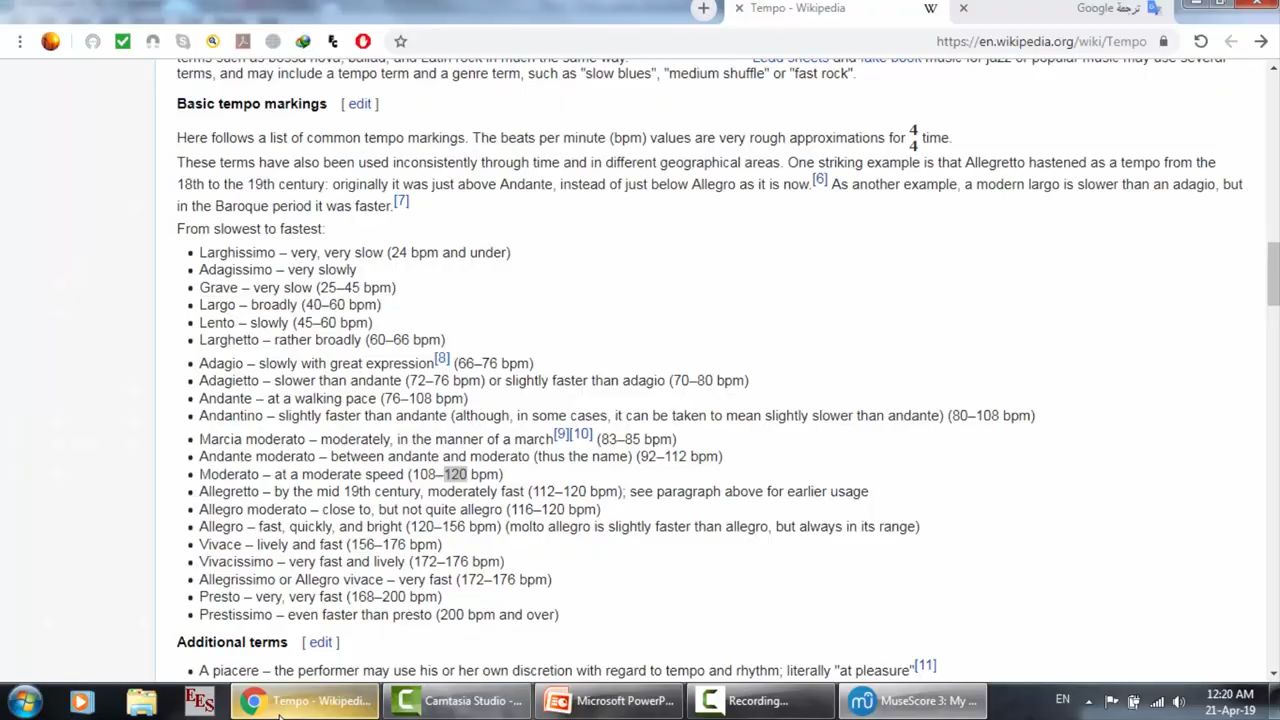 Tempo - Wikipedia
ترجمة Google
https://en.wikipedia.org/wiki/Tempo
terms, and may include a tempo term and a genre term, such as "slow blues", "medium shuffle" or "fast rock".
Basic tempo markings [ edit ]
Here follows a list of common tempo markings. The beats per minute (bpm) values are very rough approximations for 4/4 time.
These terms have also been used inconsistently through time and in different geographical areas. One striking example is that Allegretto hastened as a tempo from the
18th to the 19th century: originally it was just above Andante, instead of just below Allegro as it is now.[6] As another example, a modern largo is slower than an adagio, but
in the Baroque period it was faster.[7]
From slowest to fastest:
• Larghissimo – very, very slow (24 bpm and under)
• Adagissimo – very slowly
• Grave – very slow (25–45 bpm)
• Largo – broadly (40–60 bpm)
• Lento – slowly (45–60 bpm)
• Larghetto – rather broadly (60–66 bpm)
• Adagio – slowly with great expression[8] (66–76 bpm)
• Adagietto – slower than andante (72–76 bpm) or slightly faster than adagio (70–80 bpm)
• Andante – at a walking pace (76–108 bpm)
• Andantino – slightly faster than andante (although, in some cases, it can be taken to mean slightly slower than andante) (80–108 bpm)
• Marcia moderato – moderately, in the manner of a march[9][10] (83–85 bpm)
• Andante moderato – between andante and moderato (thus the name) (92–112 bpm)
• Moderato – at a moderate speed (108–120 bpm)
• Allegretto – by the mid 19th century, moderately fast (112–120 bpm); see paragraph above for earlier usage
• Allegro moderato – close to, but not quite allegro (116–120 bpm)
• Allegro – fast, quickly, and bright (120–156 bpm) (molto allegro is slightly faster than allegro, but always in its range)
• Vivace – lively and fast (156–176 bpm)
• Vivacissimo – very fast and lively (172–176 bpm)
• Allegrissimo or Allegro vivace – very fast (172–176 bpm)
• Presto – very, very fast (168–200 bpm)
• Prestissimo – even faster than presto (200 bpm and over)
Additional terms [ edit ]
• A piacere – the performer may use his or her own discretion with regard to tempo and rhythm; literally "at pleasure"[11]
EES
Tempo - Wikipedi...
Camtasia Studio -...
Microsoft PowerP...
Recording...
MuseScore 3: My ...
EN
12:20 AM
21-Apr-19